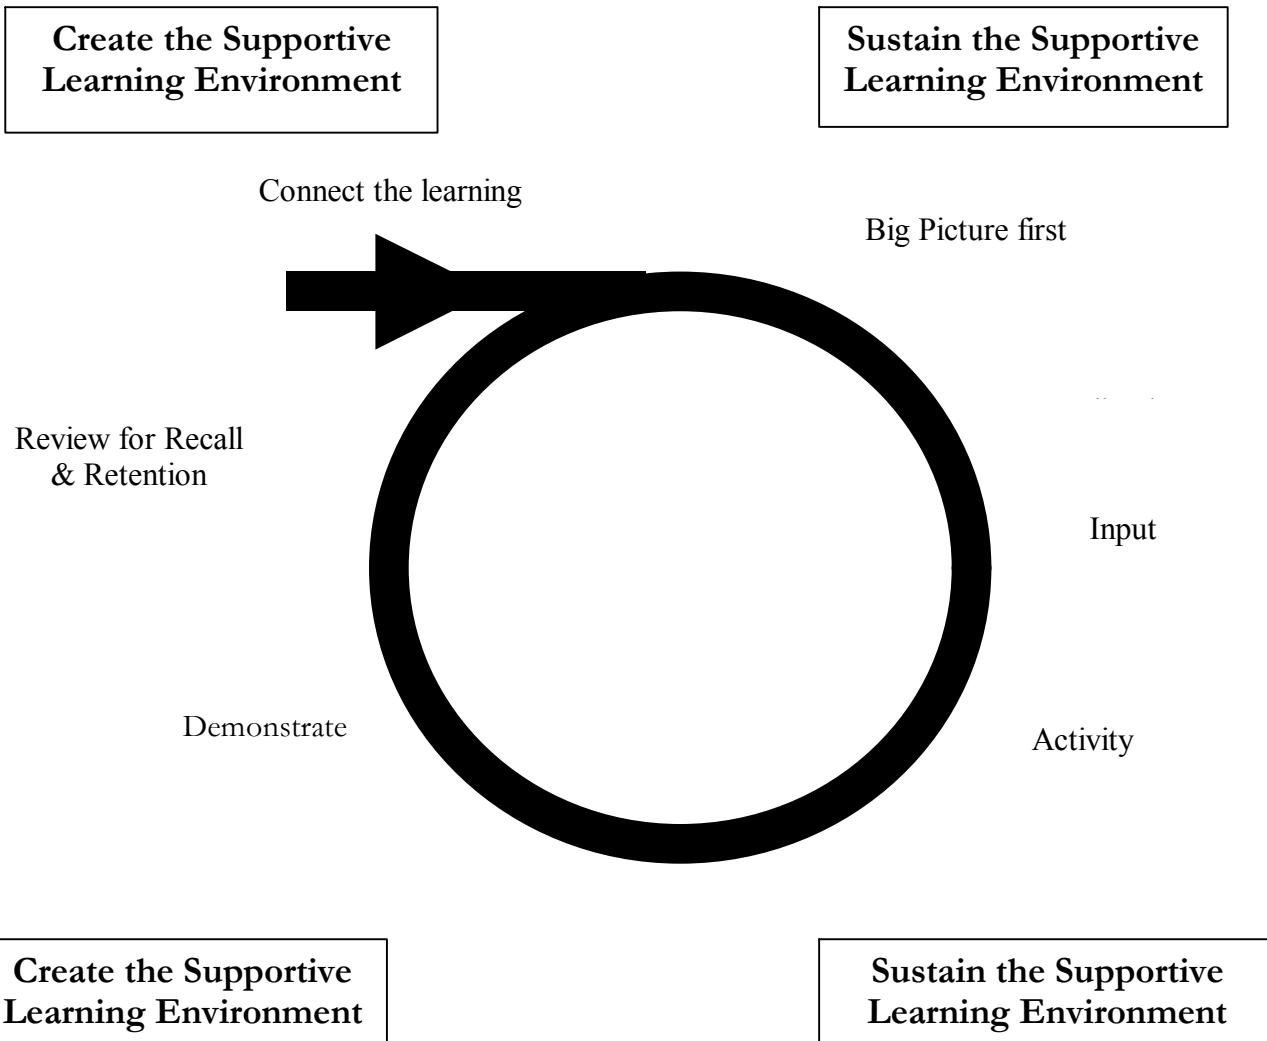 Create the Supportive
Learning Environment
Sustain the Supportive
Learning Environment
Connect the learning
Big Picture first
Review for Recall
& Retention
Input
Demonstrate
Activity
Create the Supportive
Learning Environment
Sustain the Supportive
Learning Environment